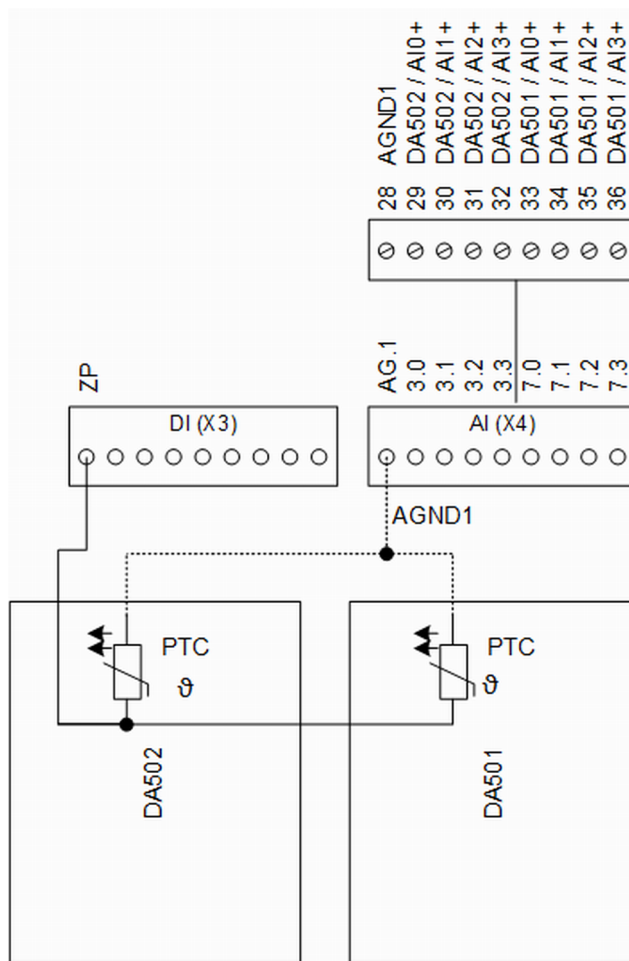 28 AGND1
29 DA502 / AI0+
30 DA502 / AI1+
31 DA502 / AI2+
32 DA502 / AI3+
33 DA501 / AI0+
34 DA501 / AI1+
35 DA501 / AI2+
36 DA501 / AI3+
ZP
AG.1
3.0
3.1
3.2
3.3
7.0
7.1
7.2
7.3
DI (X3)
AI (X4)
AGND1
PTC
ϑ
PTC
ϑ
DA502
DA501